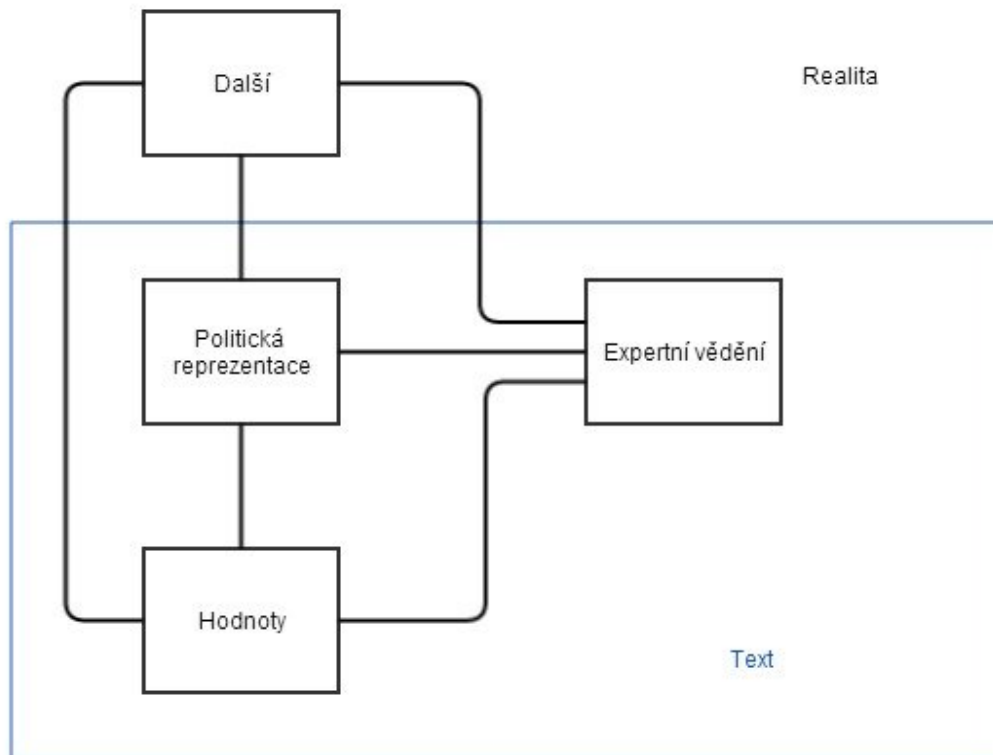 Další
Realita
Politická
reprezentace
Expertní vědění
Hodnoty
Text